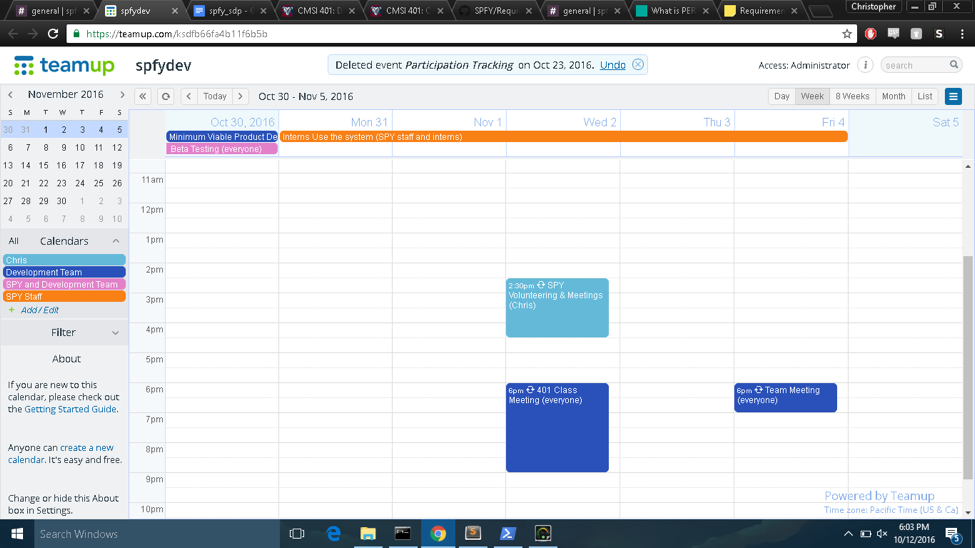 # general | spf
spfydev
spfy_sdp - G
CMSI 401: D
CMSI 401: C
SPFY/Requi
# general | spf
What is PER
Requiremen
Christopher
https://teamup.com/ksdfb66fa4b11f6b5b
teamup
spfydev
Deleted event Participation Tracking on Oct 23, 2016. Undo
Access: Administrator
search
November 2016
Today
Oct 30 - Nov 5, 2016
Day Week 8 Weeks Month List
S M T W T F S
30 31 1 2 3 4 5
6 7 8 9 10 11 12
13 14 15 16 17 18 19
20 21 22 23 24 25 26
27 28 29 30 1 2 3
4 5 6 7 8 9 10
All Calendars
Chris
Development Team
SPY and Development Team
SPY Staff
+ Add / Edit
Filter
About
If you are new to this
calendar, please check out
the Getting Started Guide.
Anyone can create a new
calendar. It's easy and free.
Change or hide this About
box in Settings.
Oct 30, 2016 Mon 31 Nov 1 Wed 2 Thu 3 Fri 4 Sat 5
Minimum Viable Product De
Interns Use the system (SPY staff and interns)
Beta Testing (everyone)
11am
12pm
1pm
2pm
3pm
4pm
5pm
6pm
7pm
8pm
9pm
10pm
2:30pm SPY
Volunteering & Meetings
(Chris)
6pm 401 Class
Meeting (everyone)
6pm Team Meeting
(everyone)
Powered by Teamup
Time zone: Pacific Time (US & Ca)
Search Windows
6:03 PM
10/12/2016
5